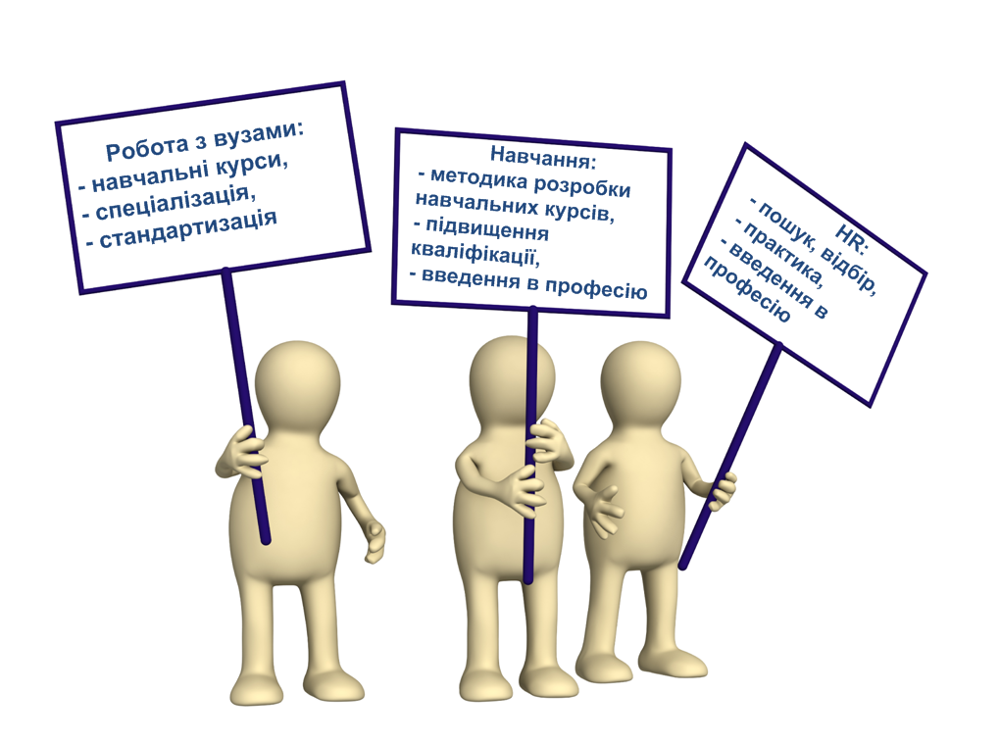 Робота з вузами:
- навчальні курси,
- спеціалізація,
- стандартизація
Навчання:
- методика розробки
навчальних курсів,
- підвищення
кваліфікації,
- введення в професію
HR:
- пошук, відбір,
- практика,
- введення в
професію